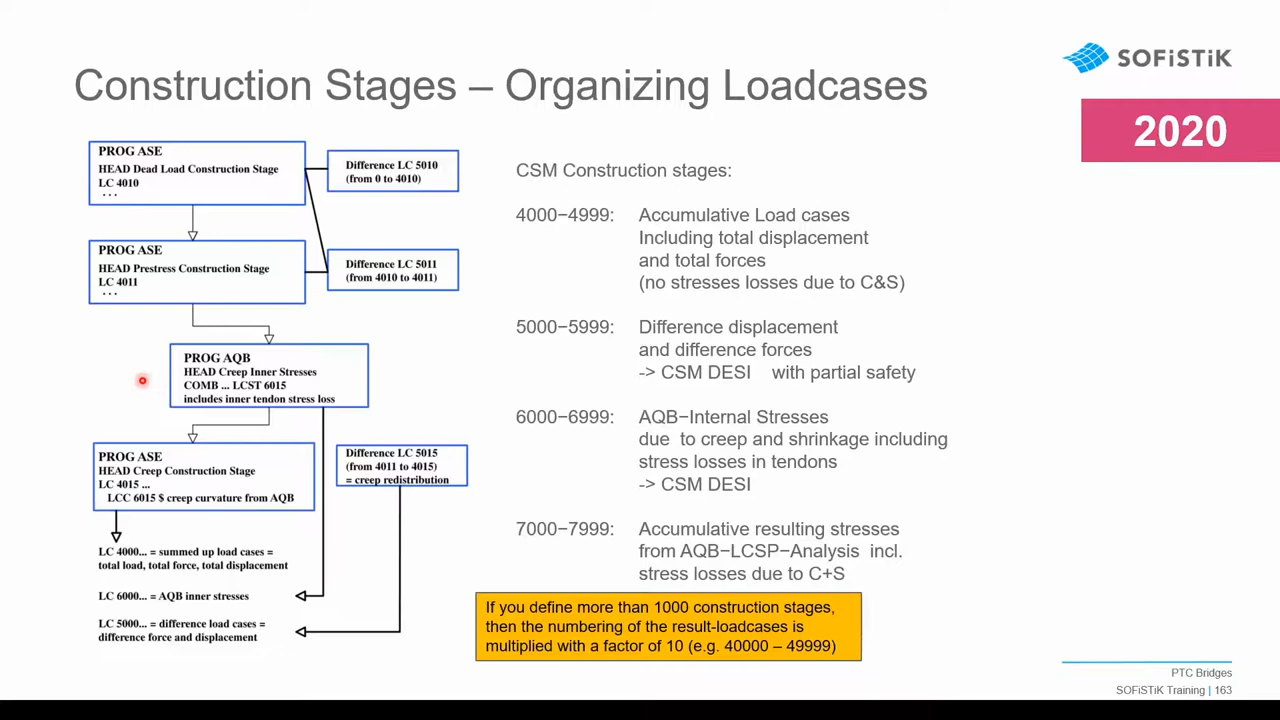 Construction Stages – Organizing Loadcases
SOFiSTiK
2020
PROG ASE
HEAD Dead Load Construction Stage
LC 4010
. . .
Difference LC 5010
(from 0 to 4010)
PROG ASE
HEAD Prestress Construction Stage
LC 4011
. . .
Difference LC 5011
(from 4010 to 4011)
PROG AQB
HEAD Creep Inner Stresses
COMB ... LCST 6015
includes inner tendon stress loss
PROG ASE
HEAD Creep Construction Stage
LC 4015 ...
LCC 6015 $ creep curvature from AQB
Difference LC 5015
(from 4011 to 4015)
= creep redistribution
LC 4000... = summed up load cases =
total load, total force, total displacement
LC 6000... = AQB inner stresses
LC 5000... = difference load cases =
difference force and displacement
CSM Construction stages:
4000−4999: Accumulative Load cases
Including total displacement
and total forces
(no stresses losses due to C&S)
5000−5999: Difference displacement
and difference forces
-> CSM DESI with partial safety
6000−6999: AQB−Internal Stresses
due to creep and shrinkage including
stress losses in tendons
-> CSM DESI
7000−7999: Accumulative resulting stresses
from AQB−LCSP−Analysis incl.
stress losses due to C+S
If you define more than 1000 construction stages,
then the numbering of the result-loadcases is
multiplied with a factor of 10 (e.g. 40000 – 49999)
PTC Bridges
SOFiSTiK Training | 163